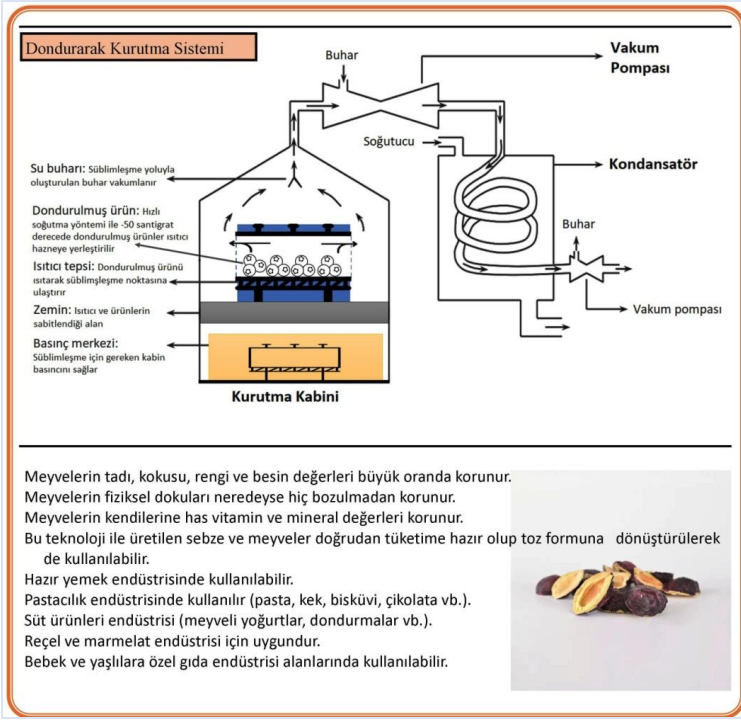 Dondurarak Kurutma Sistemi
Buhar
Vakum
Pompası
Soğutucu
Kondansatör
Su buharı: Süblimleşme yoluyla
oluşturulan buhar vakumlanır
Dondurulmuş ürün: Hızlı
soğutma yöntemi ile -50 santigrat
derecede dondurulmuş ürünler ısıtıcı
hazneye yerleştirilir
Isıtıcı tepsi: Dondurulmuş ürünü
ısıtarak süblimşleşme noktasına
ulaştırır
Zemin: Isıtıcı ve ürünlerin
sabitlendiği alan
Basınç merkezi:
Süblimleşme için gereken kabin
basıncını sağlar
Buhar
Vakum pompası
Kurutma Kabini
Meyvelerin tadı, kokusu, rengi ve besin değerleri büyük oranda korunur.
Meyvelerin fiziksel dokuları neredeyse hiç bozulmadan korunur.
Meyvelerin kendilerine has vitamin ve mineral değerleri korunur.
Bu teknoloji ile üretilen sebze ve meyveler doğrudan tüketime hazır olup toz formuna dönüştürülerek
de kullanılabilir.
Hazır yemek endüstrisinde kullanılabilir.
Pastacılık endüstrisinde kullanılır (pasta, kek, bisküvi, çikolata vb.).
Süt ürünleri endüstrisi (meyveli yoğurtlar, dondurmalar vb.).
Reçel ve marmelat endüstrisi için uygundur.
Bebek ve yaşlılara özel gıda endüstrisi alanlarında kullanılabilir.